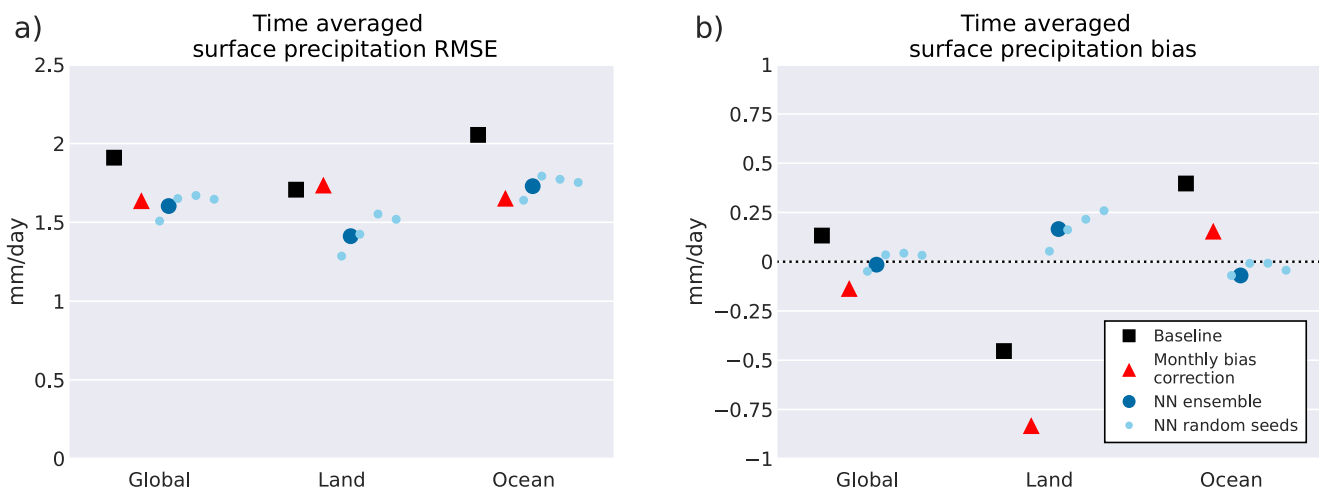 a)
Time averaged
surface precipitation RMSE
2.5
2
1.5
1
0.5
0
mm/day
Global
Land
Ocean
b)
Time averaged
surface precipitation bias
1
0.75
0.5
0.25
0
−0.25
−0.5
−0.75
−1
mm/day
Global
Land
Ocean
Baseline
Monthly bias
correction
NN ensemble
NN random seeds